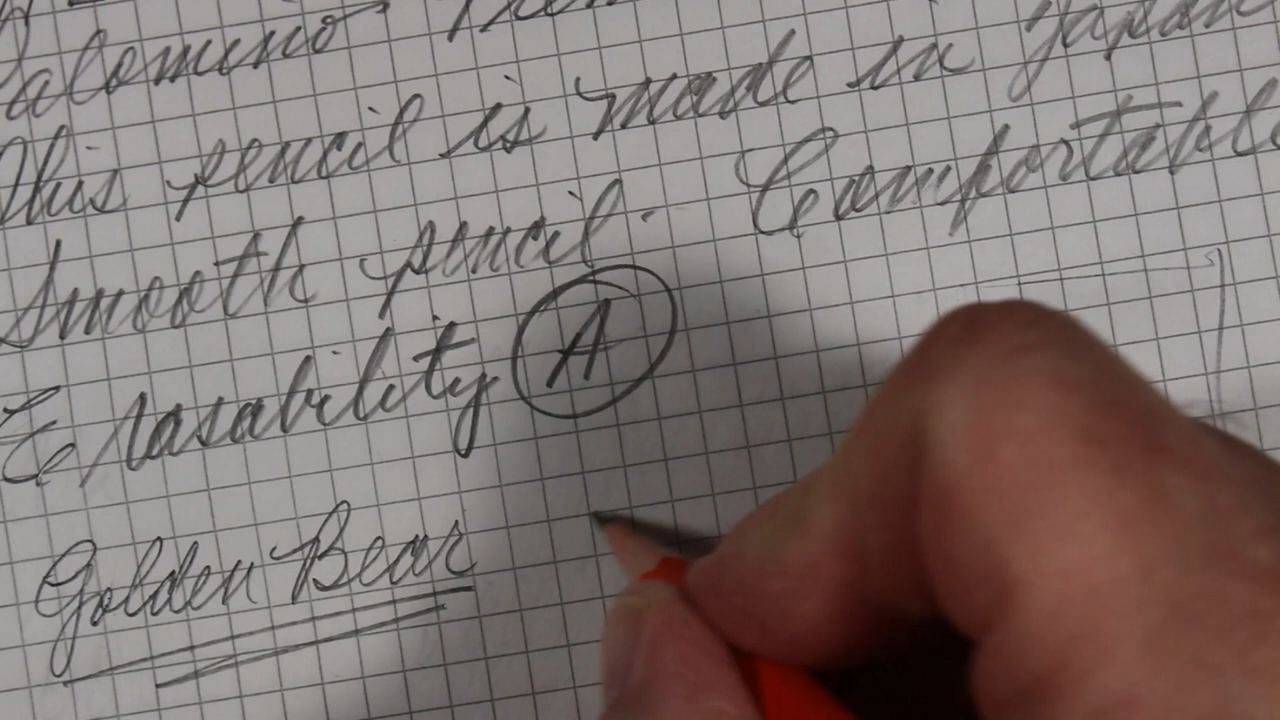 Palomino
This pencil is made in Japan
Smooth pencil. Comfortable
Erasability A
Golden Bear